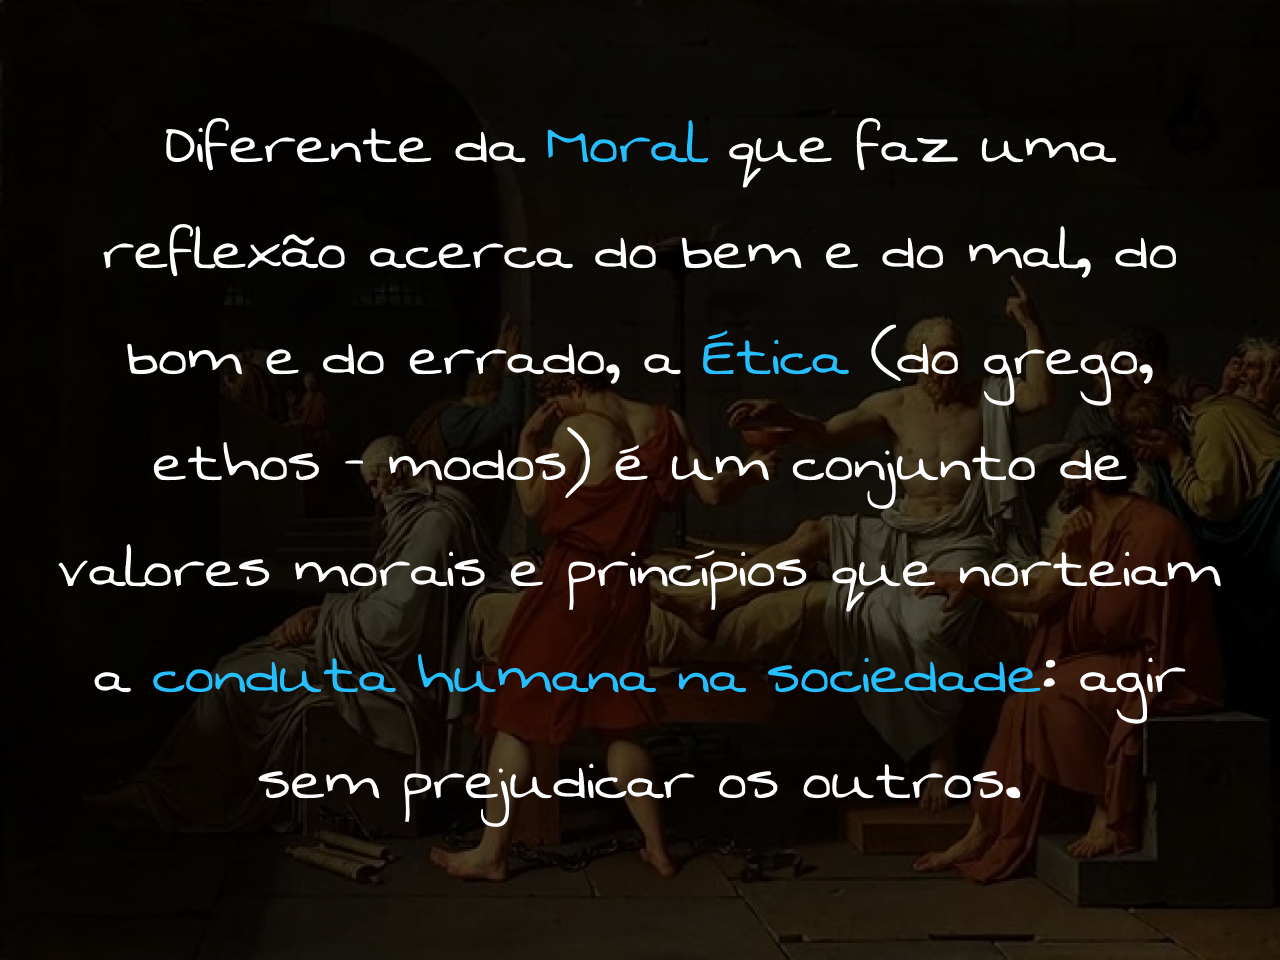 Diferente da Moral que faz uma
reflexão acerca do bem e do mal, do
bom e do errado, a Ética (do grego,
ethos - modos) é um conjunto de
valores morais e princípios que norteiam
a conduta humana na sociedade: agir
sem prejudicar os outros.